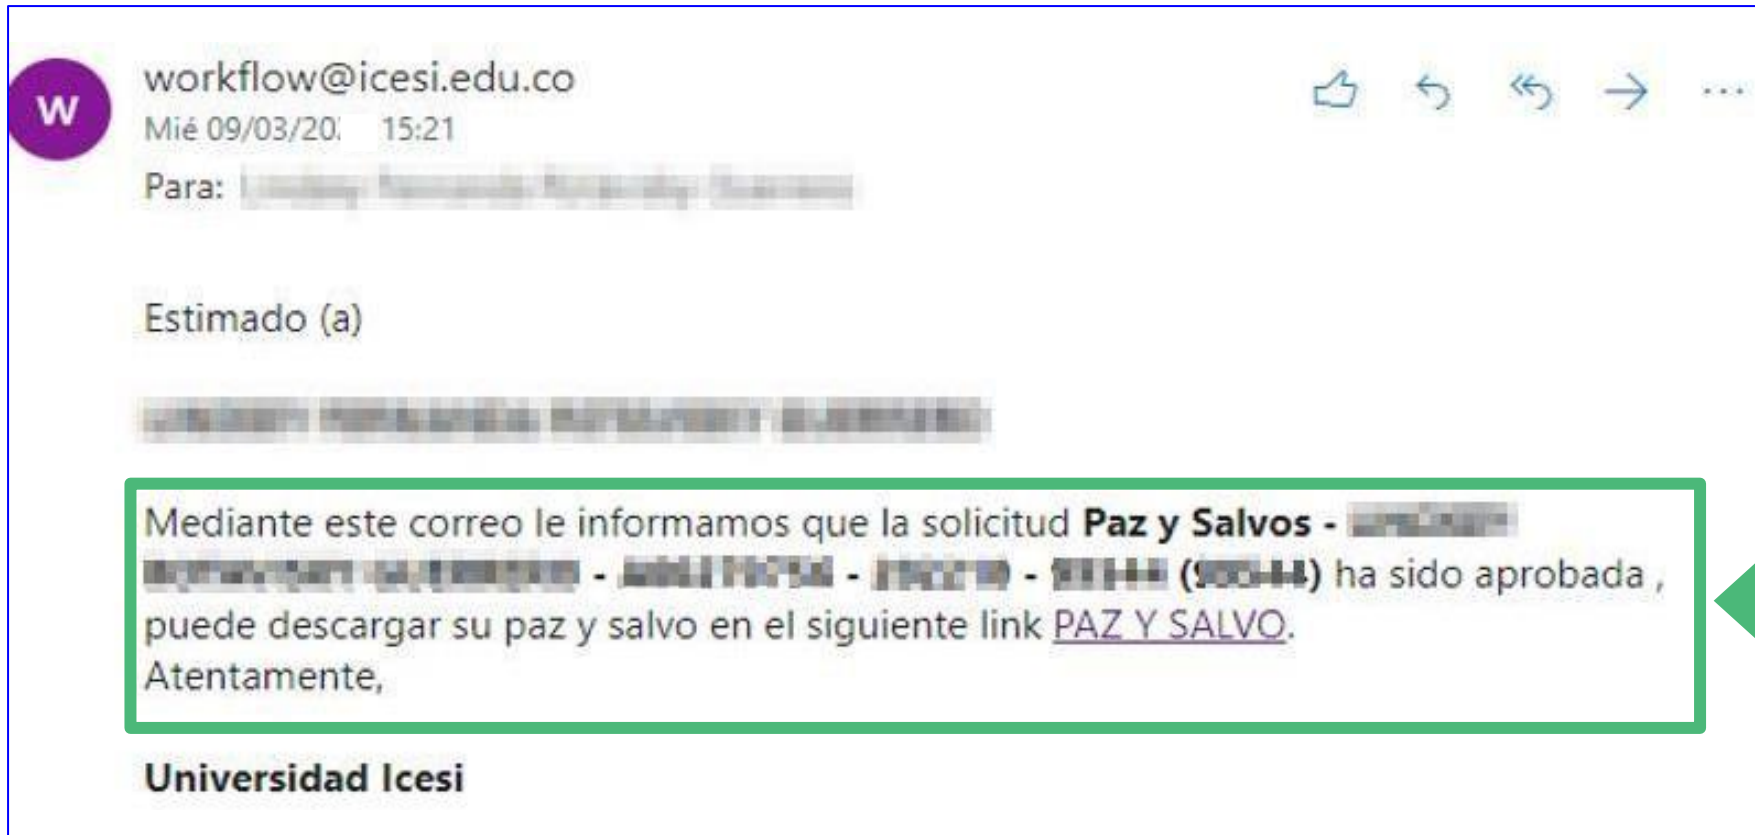 W
workflow@icesi.edu.co
Mié 09/03/20 15:21
Para:
Estimado (a)
Mediante este correo le informamos que la solicitud Paz y Salvos -
- - - ( ) ha sido aprobada ,
puede descargar su paz y salvo en el siguiente link PAZ Y SALVO.
Atentamente,
Universidad Icesi